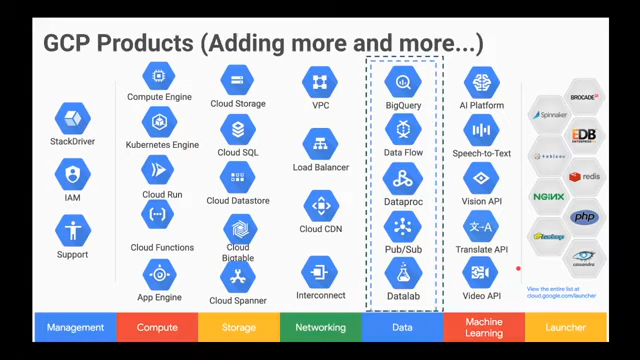 GCP Products (Adding more and more...)
StackDriver
IAM
Support
Compute Engine
Kubernetes Engine
Cloud Run
Cloud Functions
App Engine
Cloud Storage
Cloud SQL
Cloud Datastore
Cloud
Bigtable
Cloud Spanner
VPC
Load Balancer
Cloud CDN
Interconnect
BigQuery
Data Flow
Dataproc
Pub/Sub
Datalab
AI Platform
Speech-to-Text
Vision API
Translate API
Video API
BROCADE
Spinnaker
EDB
redis
NGINX
php
hadoop
cassandra
View the entire list at
cloud.google.com/launcher
Management
Compute
Storage
Networking
Data
Machine
Learning
Launcher